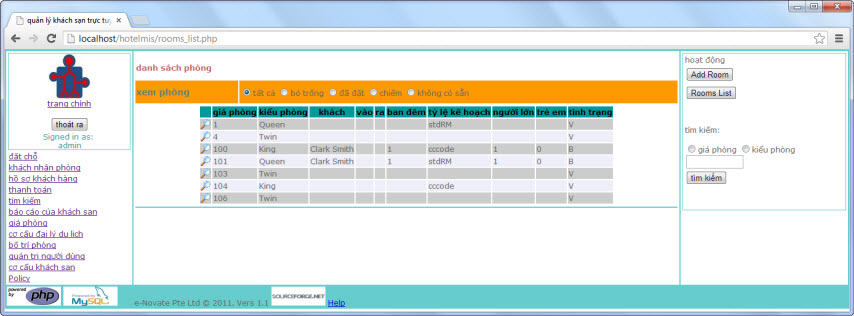 quản lý khách sạn trực tuy
localhost/hotelmis/rooms_list.php
trang chính
thoát ra
Signed in as:
admin
đặt chỗ
khách nhận phòng
hồ sơ khách hàng
thanh toán
tìm kiếm
báo cáo của khách sạn
giá phòng
cơ cấu đại lý du lịch
bố trí phòng
quản trị người dùng
cơ cấu khách sạn
Policy
danh sách phòng
xem phòng tất cả bỏ trống đã đặt chiếm không có sẵn
giá phòng kiểu phòng khách vào ra ban đêm tỷ lệ kế hoạch người lớn trẻ em tình trạng
1 Queen stdRM V
4 Twin V
100 King Clark Smith 1 cccode 1 0 B
101 Queen Clark Smith 1 stdRM 1 0 B
103 Twin V
104 King cccode V
106 Twin V
hoạt động
Add Room
Rooms List
tìm kiếm:
giá phòng kiểu phòng
tìm kiếm
powered by php
Powered by MySQL
e-Novate Pte Ltd © 2011. Vers 1.1 SOURCEFORGE.NET Help